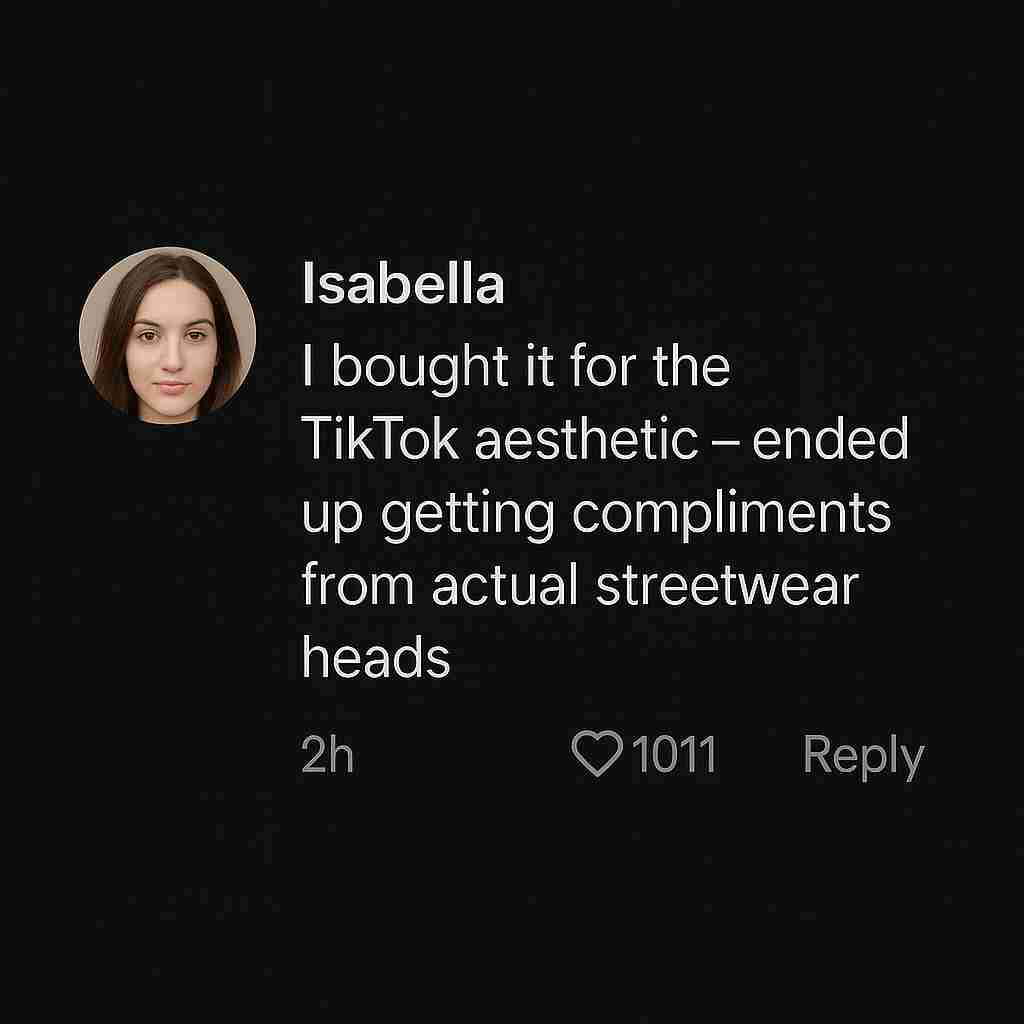 Isabella
I bought it for the
TikTok aesthetic – ended
up getting compliments
from actual streetwear
heads
2h 1011 Reply